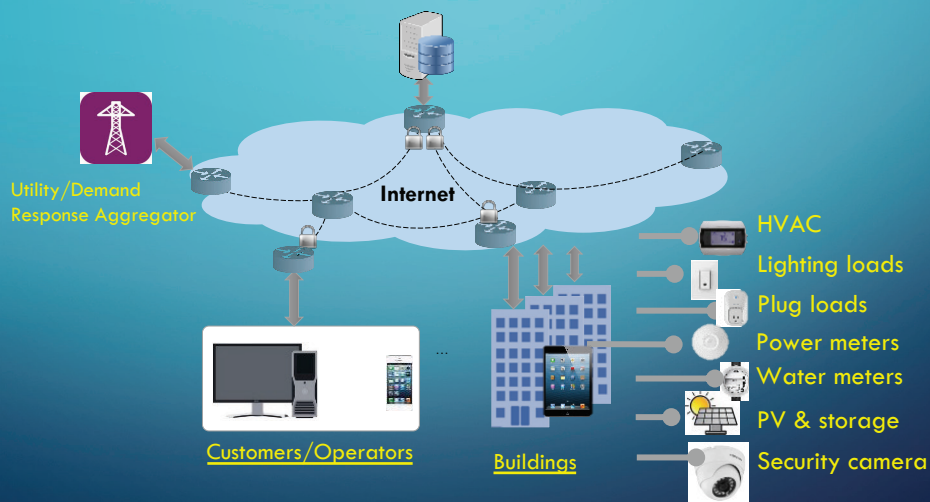 Utility/Demand
Response Aggregator
Internet
HVAC
Lighting loads
Plug loads
Power meters
Water meters
PV & storage
Security camera
...
Customers/Operators
Buildings